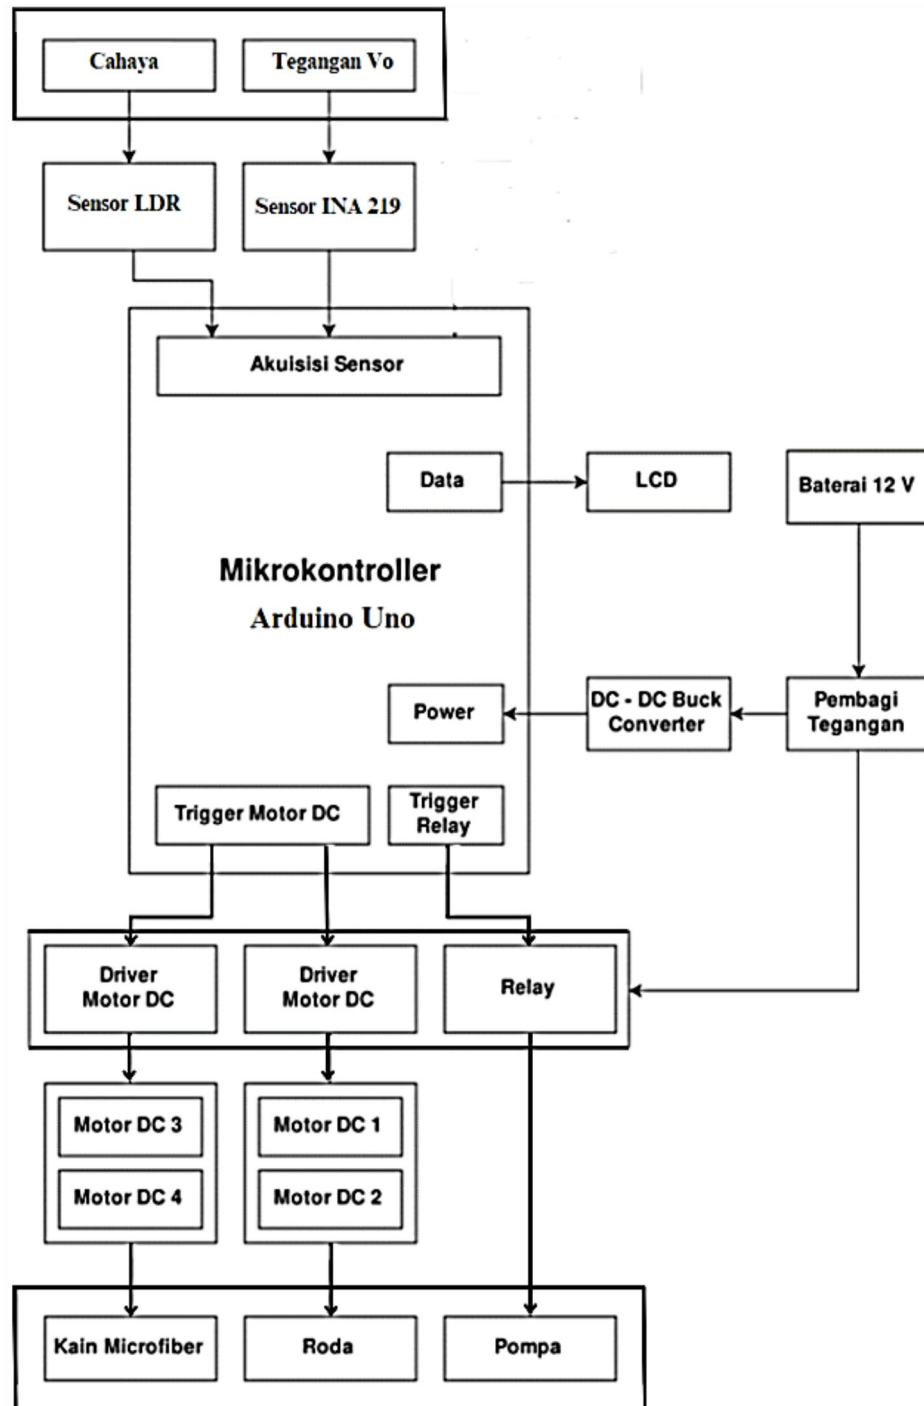 Cahaya
Tegangan Vo
Sensor LDR
Sensor INA 219
Akuisisi Sensor
Data
LCD
Baterai 12 V
Mikrokontroller
Arduino Uno
Power
DC - DC Buck
Converter
Pembagi
Tegangan
Trigger Motor DC
Trigger
Relay
Driver
Motor DC
Driver
Motor DC
Relay
Motor DC 3
Motor DC 4
Motor DC 1
Motor DC 2
Kain Microfiber
Roda
Pompa